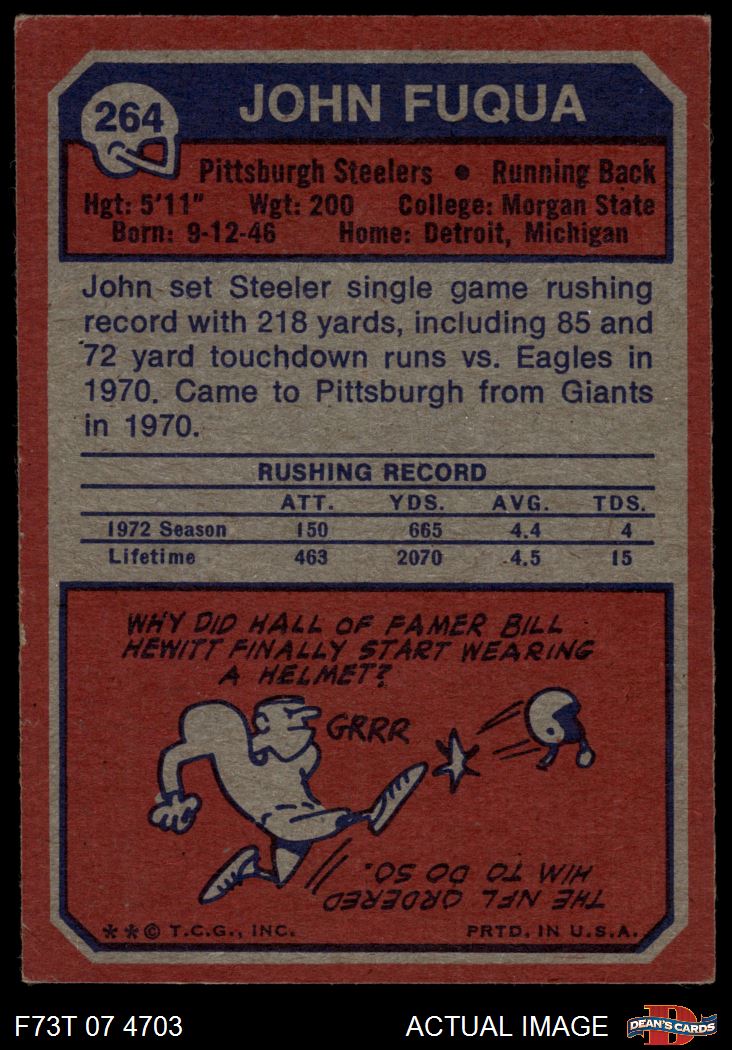 264
JOHN FUQUA
Pittsburgh Steelers • Running Back
Hgt: 5'11" Wgt: 200 College: Morgan State
Born: 9-12-46 Home: Detroit, Michigan
John set Steeler single game rushing
record with 218 yards, including 85 and
72 yard touchdown runs vs. Eagles in
1970. Came to Pittsburgh from Giants
in 1970.
RUSHING RECORD
ATT. YDS. AVG. TDS.
1972 Season 150 665 4.4 4
Lifetime 463 2070 4.5 15
WHY DID HALL OF FAMER BILL
HEWITT FINALLY START WEARING
A HELMET?
GRRR
THE NFL ORDERED
HIM TO DO SO.
**© T.C.G., INC. PRTD. IN U.S.A.
F73T 07 4703 ACTUAL IMAGE
D
DEAN'S CARDS